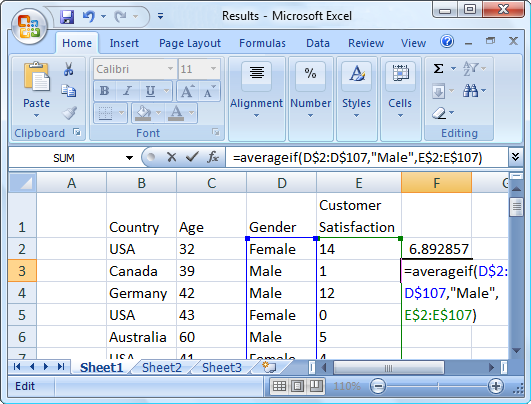 Results - Microsoft Excel
Home Insert Page Layout Formulas Data Review View
Paste
Calibri 11
B I U A A
A
Σ
A Z
% 
Alignment Number Styles Cells
Clipboard Font Editing
SUM fx =averageif(D$2:D$107,"Male",E$2:E$107)
A B C D E F G
1 Country Age Gender Customer Satisfaction
2 USA 32 Female 14 6.892857
3 Canada 39 Male 1 =averageif(D$2:
4 Germany 42 Male 12 D$107,"Male",
5 USA 43 Female 0 E$2:E$107)
6 Australia 60 Male 5
7 USA 41 Female 4
Sheet1 Sheet2 Sheet3
Edit 110%